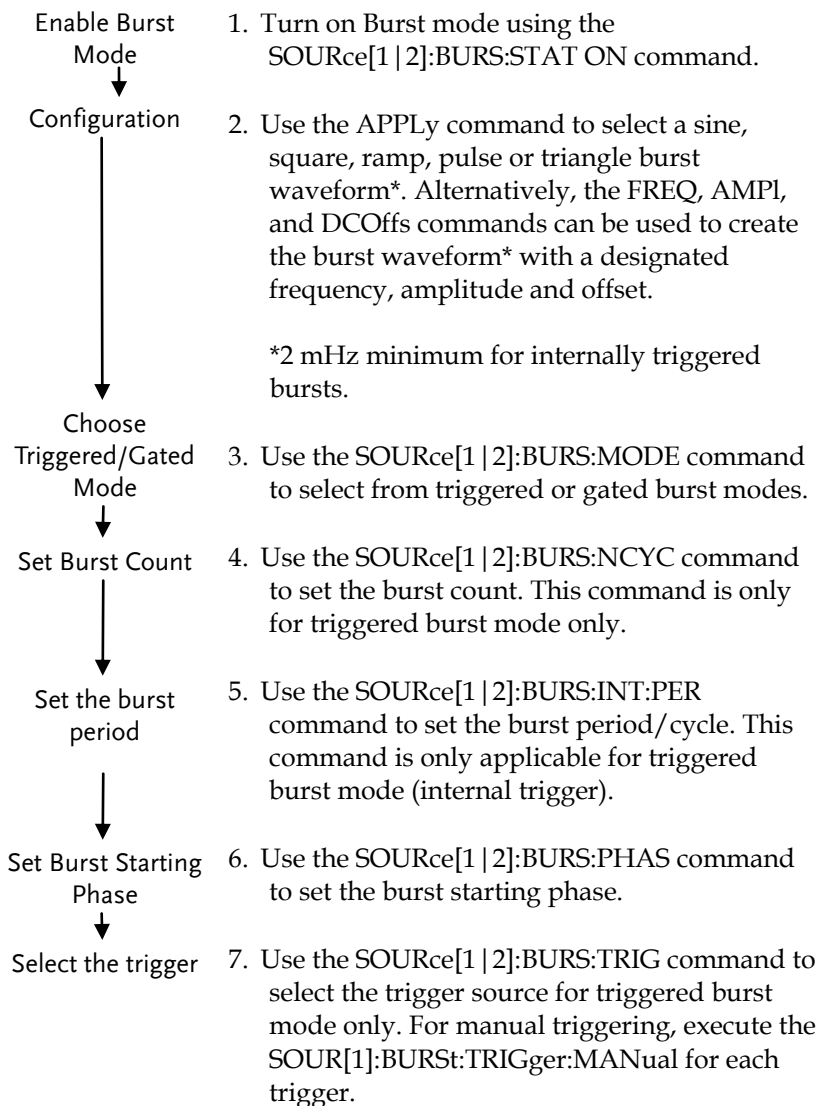 Enable Burst
Mode
1. Turn on Burst mode using the
SOURce[1|2]:BURS:STAT ON command.
Configuration
2. Use the APPLy command to select a sine,
square, ramp, pulse or triangle burst
waveform*. Alternatively, the FREQ, AMPl,
and DCOffs commands can be used to create
the burst waveform* with a designated
frequency, amplitude and offset.
*2 mHz minimum for internally triggered
bursts.
Choose
Triggered/Gated
Mode
3. Use the SOURce[1|2]:BURS:MODE command
to select from triggered or gated burst modes.
Set Burst Count
4. Use the SOURce[1|2]:BURS:NCYC command
to set the burst count. This command is only
for triggered burst mode only.
Set the burst
period
5. Use the SOURce[1|2]:BURS:INT:PER
command to set the burst period/cycle. This
command is only applicable for triggered
burst mode (internal trigger).
Set Burst Starting
Phase
6. Use the SOURce[1|2]:BURS:PHAS command
to set the burst starting phase.
Select the trigger
7. Use the SOURce[1|2]:BURS:TRIG command to
select the trigger source for triggered burst
mode only. For manual triggering, execute the
SOUR[1]:BURSt:TRIGger:MANual for each
trigger.